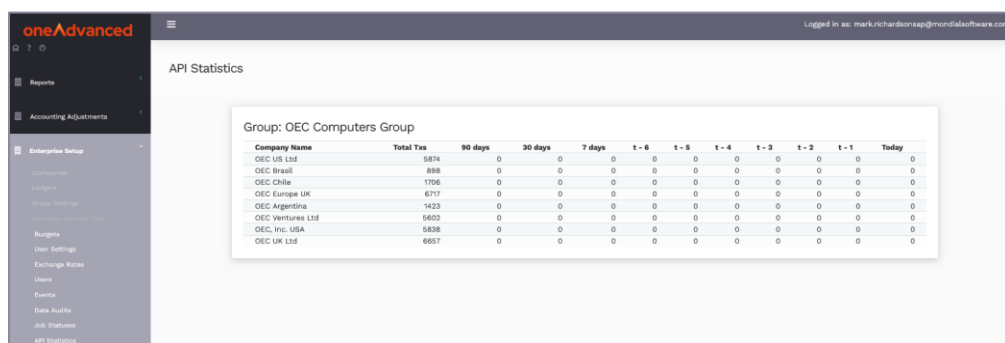 oneAdvanced
Logged in as: mark.richardsonsap@mondialsoftware.com
Reports
Accounting Adjustments
Enterprise Setup
Companies
Ledgers
Group Settings
Budgets
User Settings
Exchange Rates
Users
Events
Data Audits
Job Statuses
API Statistics
API Statistics
Group: OEC Computers Group
Company Name Total Txs 90 days 30 days 7 days t - 6 t - 5 t - 4 t - 3 t - 2 t - 1 Today
OEC US Ltd 5874 0 0 0 0 0 0 0 0 0 0
OEC Brasil 898 0 0 0 0 0 0 0 0 0 0
OEC Chile 1706 0 0 0 0 0 0 0 0 0 0
OEC Europe UK 6717 0 0 0 0 0 0 0 0 0 0
OEC Argentina 1423 0 0 0 0 0 0 0 0 0 0
OEC Ventures Ltd 5602 0 0 0 0 0 0 0 0 0 0
OEC, Inc. USA 5838 0 0 0 0 0 0 0 0 0 0
OEC UK Ltd 6657 0 0 0 0 0 0 0 0 0 0